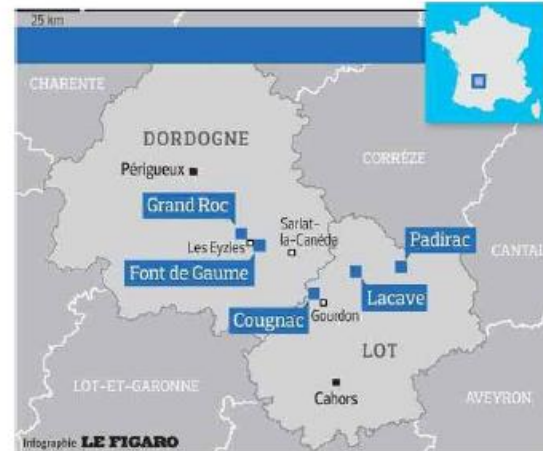 25 km
CHARENTE
DORDOGNE
CORRÈZE
Périgueux
Grand Roc
Sarlat-
la-Canéda
Les Eyzies
Padirac
CANTAL
Font de Gaume
Lacave
Cougnac
Gourdon
LOT
LOT-ET-GARONNE
Cahors
AVEYRON
Infographie LE FIGARO